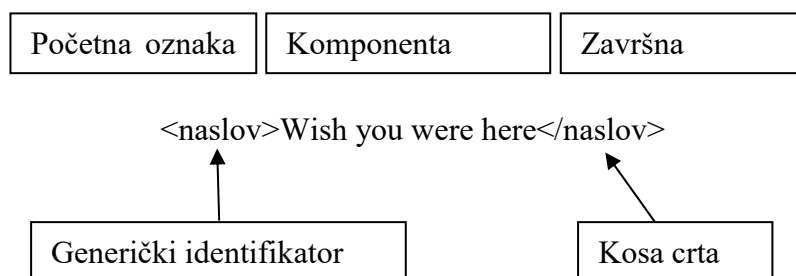 Početna oznaka
Komponenta
Završna
<naslov>Wish you were here</naslov>
Generički identifikator
Kosa crta